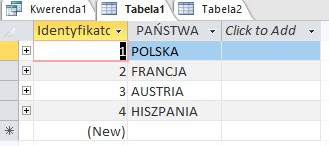 Kwerenda1 Tabela1 Tabela2
Identyfikato PAŃSTWA Click to Add
1 POLSKA
2 FRANCJA
3 AUSTRIA
4 HISZPANIA
(New)